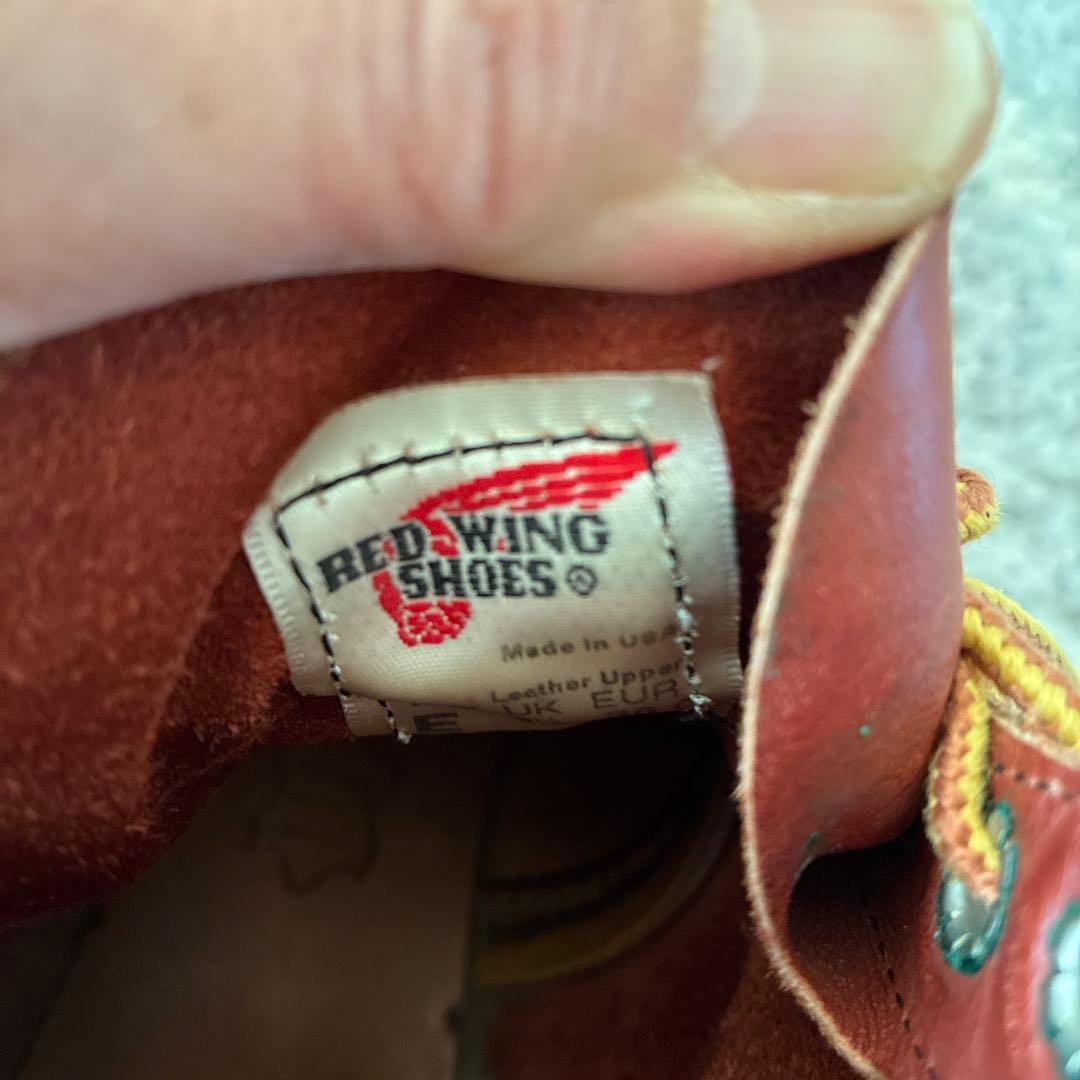 RED WING
SHOES ®
Made in USA
Leather Upper
UK EUR